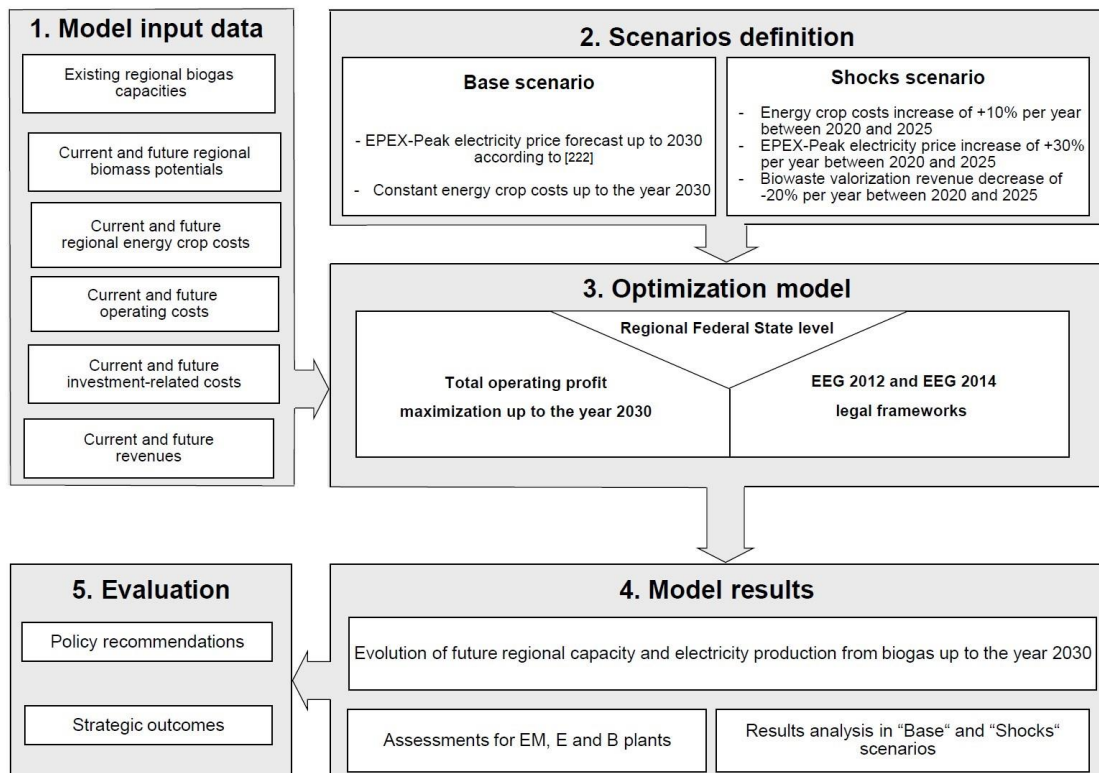 1. Model input data
Existing regional biogas
capacities
Current and future regional
biomass potentials
Current and future
regional energy crop costs
Current and future
operating costs
Current and future
investment-related costs
Current and future
revenues
2. Scenarios definition
Base scenario
- EPEX-Peak electricity price forecast up to 2030
according to [222]
- Constant energy crop costs up to the year 2030
Shocks scenario
- Energy crop costs increase of +10% per year
between 2020 and 2025
- EPEX-Peak electricity price increase of +30%
per year between 2020 and 2025
- Biowaste valorization revenue decrease of
-20% per year between 2020 and 2025
3. Optimization model
Regional Federal State level
Total operating profit
maximization up to the year 2030
EEG 2012 and EEG 2014
legal frameworks
4. Model results
Evolution of future regional capacity and electricity production from biogas up to the year 2030
Assessments for EM, E and B plants
Results analysis in “Base“ and “Shocks“
scenarios
5. Evaluation
Policy recommendations
Strategic outcomes